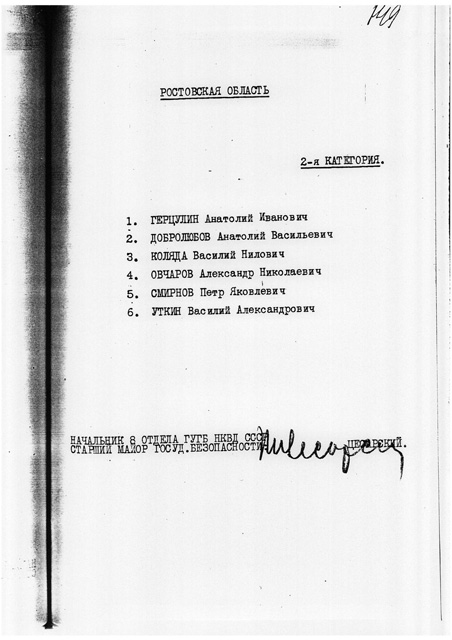 149
РОСТОВСКАЯ ОБЛАСТЬ
2-я КАТЕГОРИЯ.
1. ГЕРЦУЛИН Анатолий Иванович
2. ДОБРОЛЮБОВ Анатолий Васильевич
3. КОЛЯДА Василий Нилович
4. ОВЧАРОВ Александр Николаевич
5. СМИРНОВ Петр Яковлевич
6. УТКИН Василий Александрович
НАЧАЛЬНИК 8 ОТДЕЛА ГУГБ НКВД СССР
СТАРШИЙ МАЙОР ГОСУД.БЕЗОПАСНОСТИ ЦЕСАРСКИЙ.